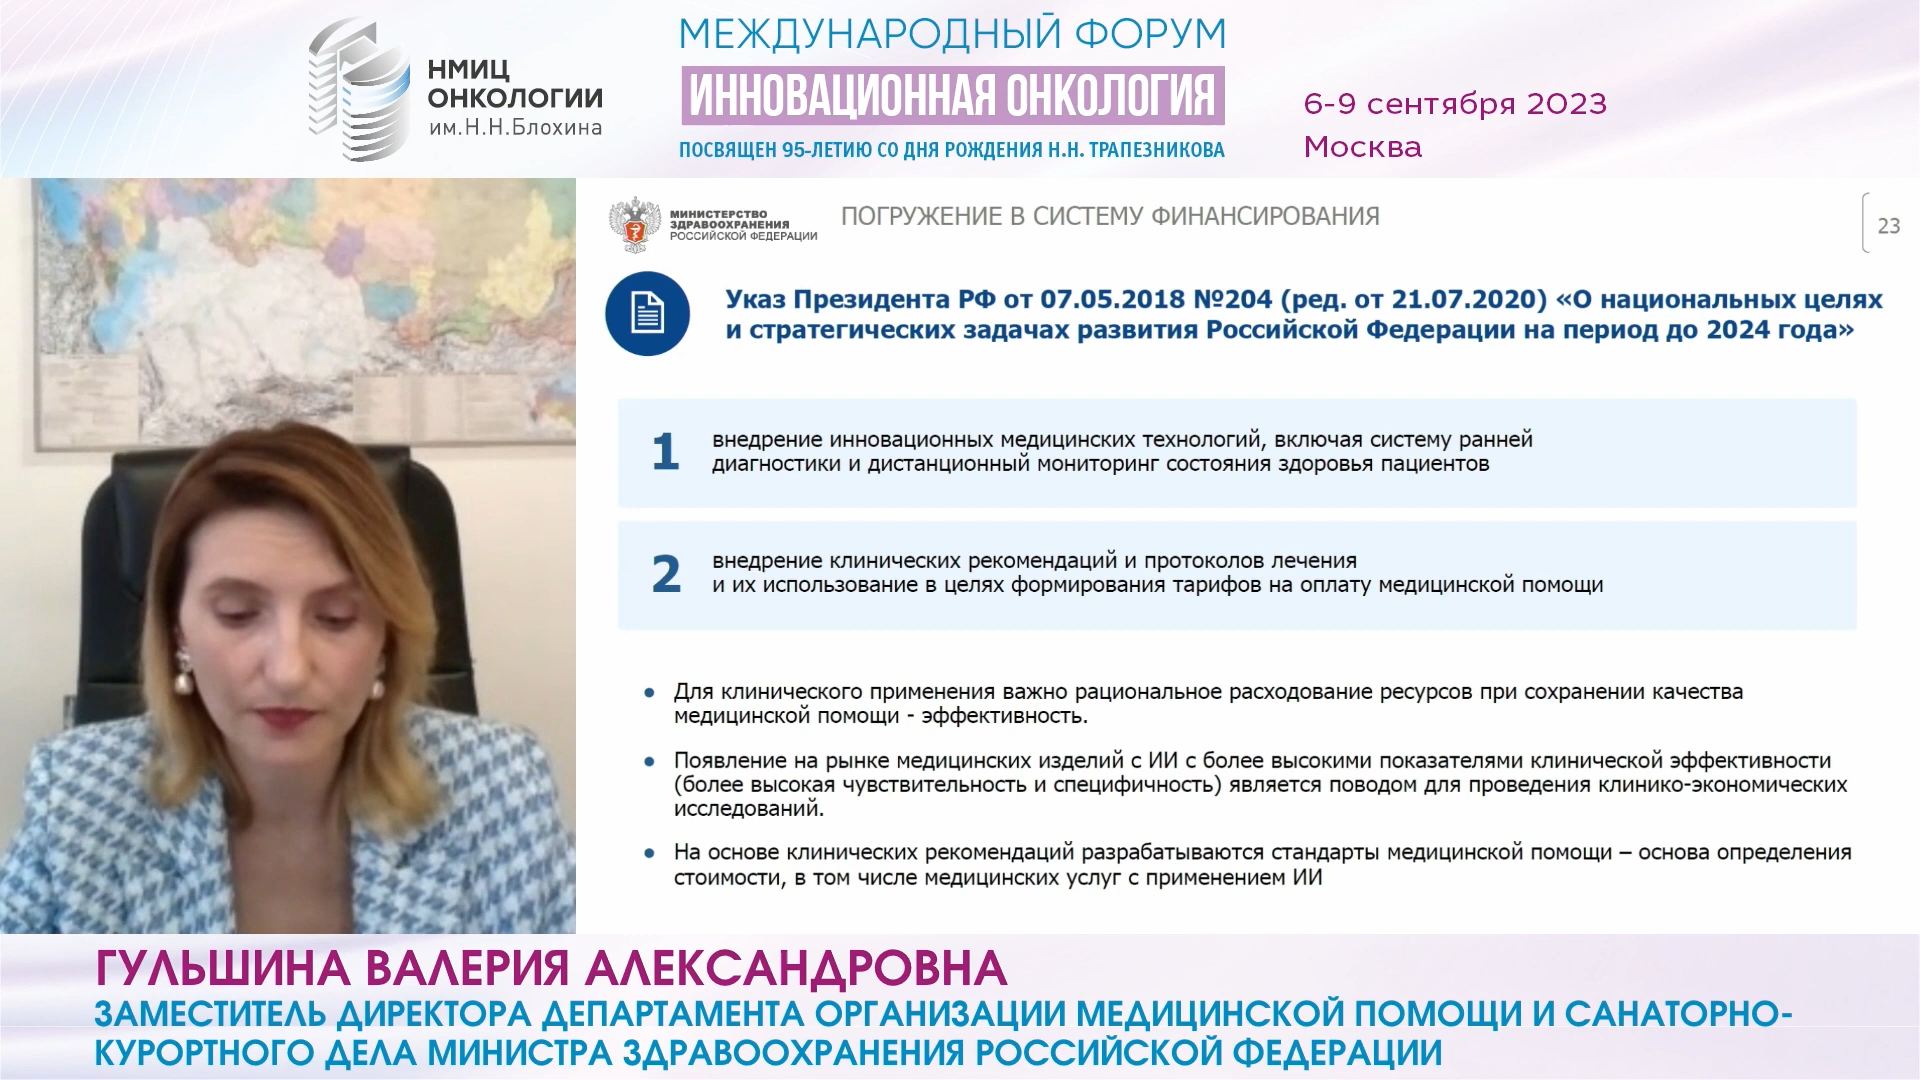 НМИЦ
ОНКОЛОГИИ
им.Н.Н.Блохина
МЕЖДУНАРОДНЫЙ ФОРУМ
ИННОВАЦИОННАЯ ОНКОЛОГИЯ
ПОСВЯЩЕН 95-ЛЕТИЮ СО ДНЯ РОЖДЕНИЯ Н.Н. ТРАПЕЗНИКОВА
6-9 сентября 2023
Москва
МИНИСТЕРСТВО
ЗДРАВООХРАНЕНИЯ
РОССИЙСКОЙ ФЕДЕРАЦИИ
ПОГРУЖЕНИЕ В СИСТЕМУ ФИНАНСИРОВАНИЯ
23
Указ Президента РФ от 07.05.2018 №204 (ред. от 21.07.2020) «О национальных целях
и стратегических задачах развития Российской Федерации на период до 2024 года»
1
внедрение инновационных медицинских технологий, включая систему ранней
диагностики и дистанционный мониторинг состояния здоровья пациентов
2
внедрение клинических рекомендаций и протоколов лечения
и их использование в целях формирования тарифов на оплату медицинской помощи
• Для клинического применения важно рациональное расходование ресурсов при сохранении качества
медицинской помощи - эффективность.
• Появление на рынке медицинских изделий с ИИ с более высокими показателями клинической эффективности
(более высокая чувствительность и специфичность) является поводом для проведения клинико-экономических
исследований.
• На основе клинических рекомендаций разрабатываются стандарты медицинской помощи – основа определения
стоимости, в том числе медицинских услуг с применением ИИ
ГУЛЬШИНА ВАЛЕРИЯ АЛЕКСАНДРОВНА
ЗАМЕСТИТЕЛЬ ДИРЕКТОРА ДЕПАРТАМЕНТА ОРГАНИЗАЦИИ МЕДИЦИНСКОЙ ПОМОЩИ И САНАТОРНО-
КУРОРТНОГО ДЕЛА МИНИСТРА ЗДРАВООХРАНЕНИЯ РОССИЙСКОЙ ФЕДЕРАЦИИ